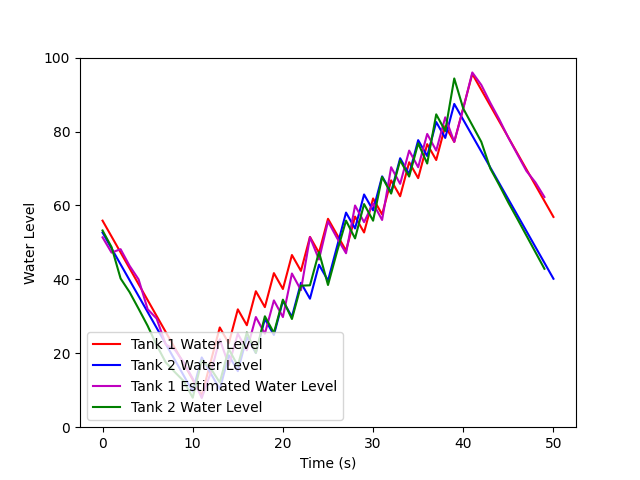 100
80
60
40
20
0
Water Level
Tank 1 Water Level
Tank 2 Water Level
Tank 1 Estimated Water Level
Tank 2 Water Level
0 10 20 30 40 50
Time (s)